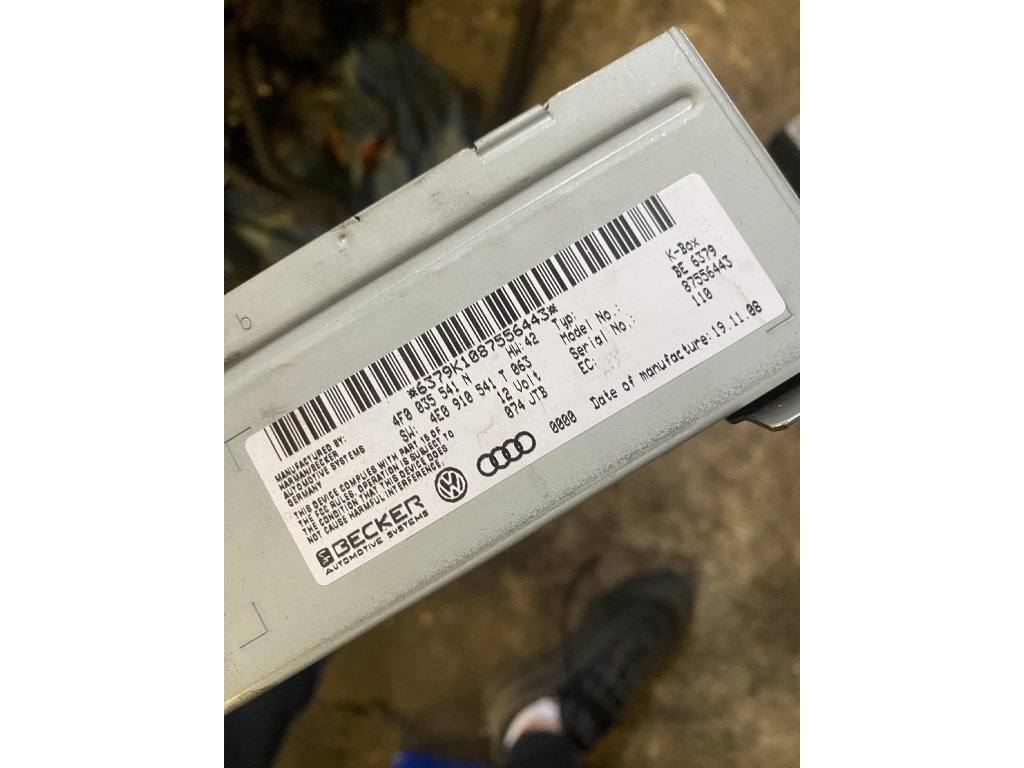 b
*6379K1087556443*
4F0 035 541 N HW: 42
SW: 4E0 910 541 T 063
12 Volt
074 JTB
Typ: K-Box
Model No.: BE 6379
Serial No.: 87556443
EC: 110
0000 Date of manufacture: 19.11.08
MANUFACTURED BY:
HARMAN/BECKER
AUTOMOTIVE SYSTEMS
GERMANY
THIS DEVICE COMPLIES WITH PART 15 OF
THE FCC RULES. OPERATION IS SUBJECT TO
THE CONDITION THAT THIS DEVICE DOES
NOT CAUSE HARMFUL INTERFERENCE.
BECKER
AUTOMOTIVE SYSTEMS